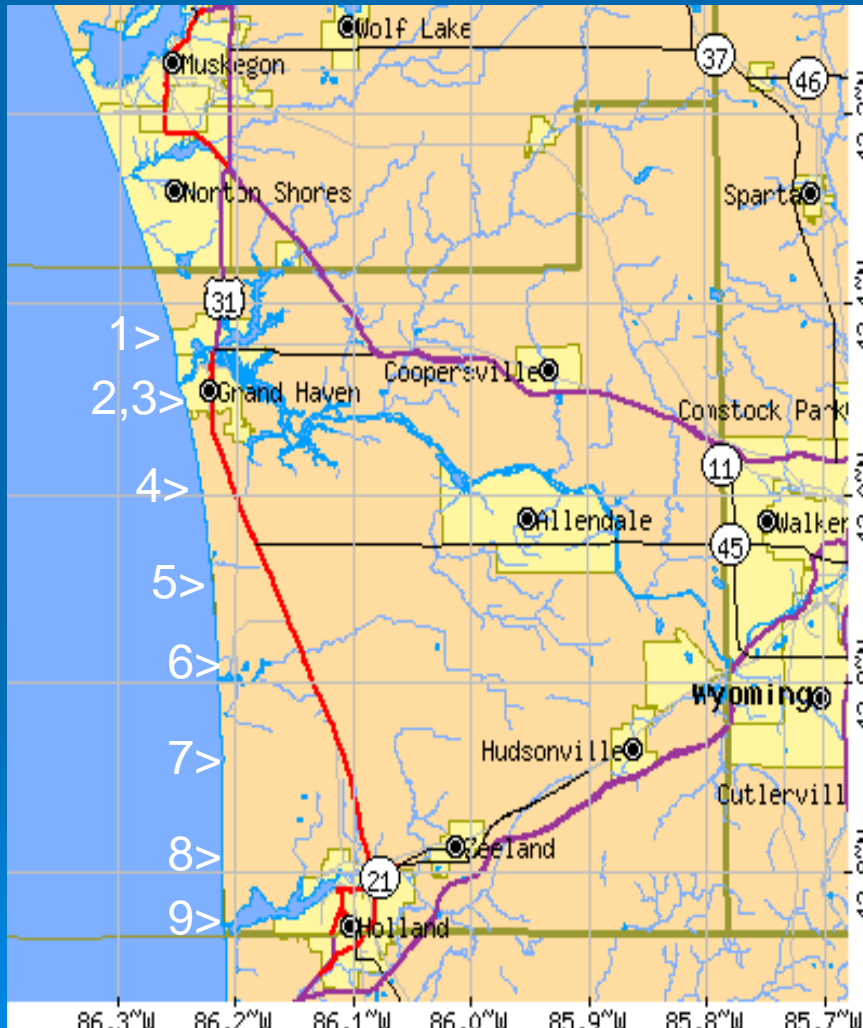 Wolf Lake
37
Muskegon
46
Norton Shores
Sparta
31
1>
Coopersville
2,3>
Grand Haven
Comstock Park
11
4>
Allendale
Walker
45
5>
6>
Wyoming
7>
Hudsonville
Cutlervill
8>
Zeeland
21
9>
Holland
86.3°W 86.2°W 86.1°W 86.0°W 85.9°W 85.8°W 85.7°W